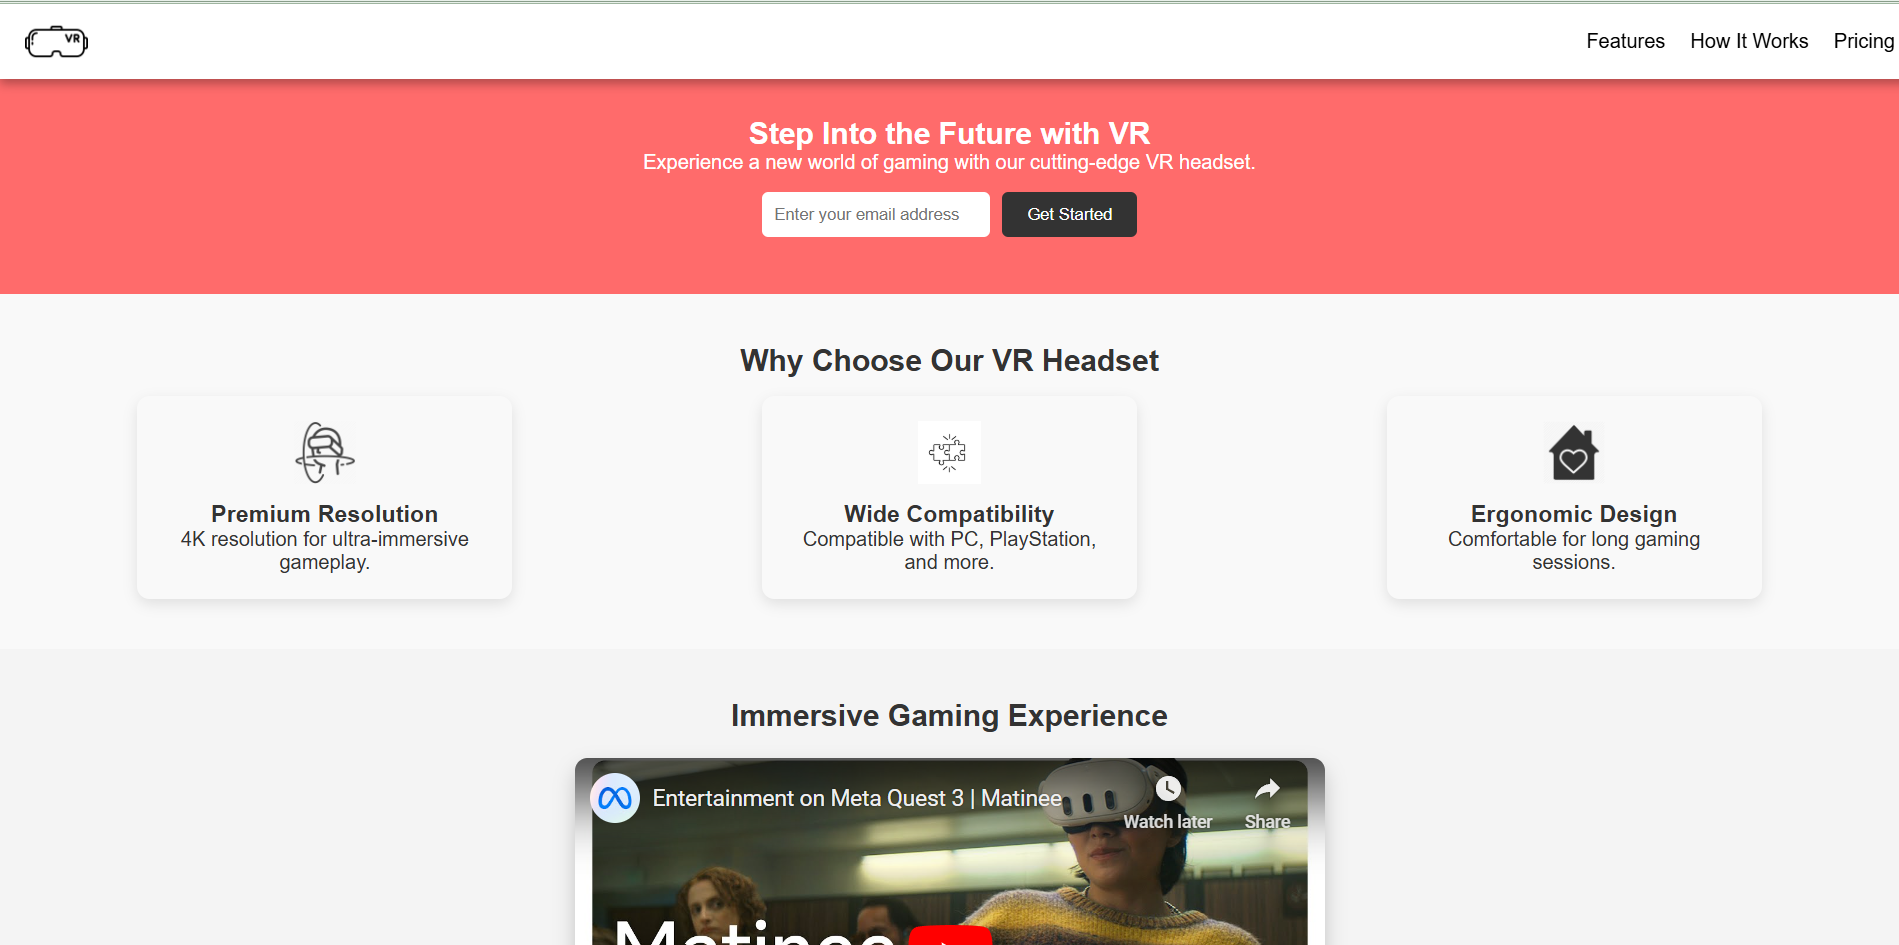 VR
Features How It Works Pricing
Step Into the Future with VR
Experience a new world of gaming with our cutting-edge VR headset.
Enter your email address Get Started
Why Choose Our VR Headset
Premium Resolution
4K resolution for ultra-immersive
gameplay.
Wide Compatibility
Compatible with PC, PlayStation,
and more.
Ergonomic Design
Comfortable for long gaming
sessions.
Immersive Gaming Experience
Entertainment on Meta Quest 3 | Matinee
Watch later Share
Matinee